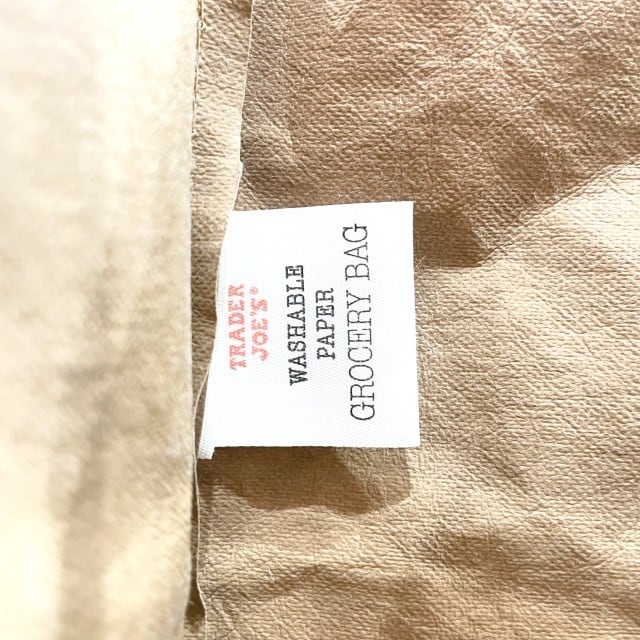 TRADER
JOE'S®
WASHABLE
PAPER
GROCERY BAG